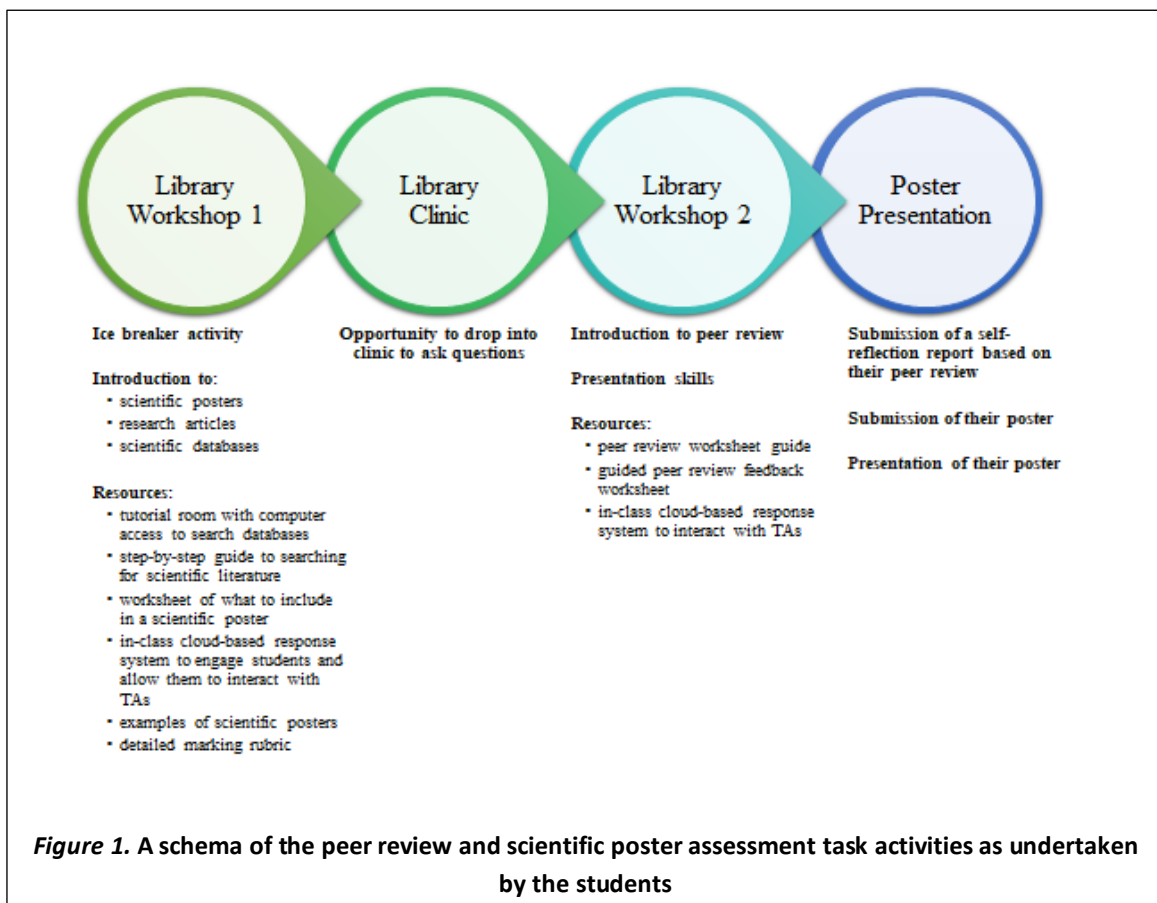 Library
Workshop 1
Library
Clinic
Library
Workshop 2
Poster
Presentation
Ice breaker activity
Introduction to:
• scientific posters
• research articles
• scientific databases
Resources:
• tutorial room with computer
access to search databases
• step-by-step guide to searching
for scientific literature
• worksheet of what to include
in a scientific poster
• in-class cloud-based response
system to engage students and
allow them to interact with
TAs
• examples of scientific posters
• detailed marking rubric
Opportunity to drop into
clinic to ask questions
Introduction to peer review
Presentation skills
Resources:
• peer review worksheet guide
• guided peer review feedback
worksheet
• in-class cloud-based response
system to interact with TAs
Submission of a self-
reflection report based on
their peer review
Submission of their poster
Presentation of their poster
Figure 1. A schema of the peer review and scientific poster assessment task activities as undertaken
by the students